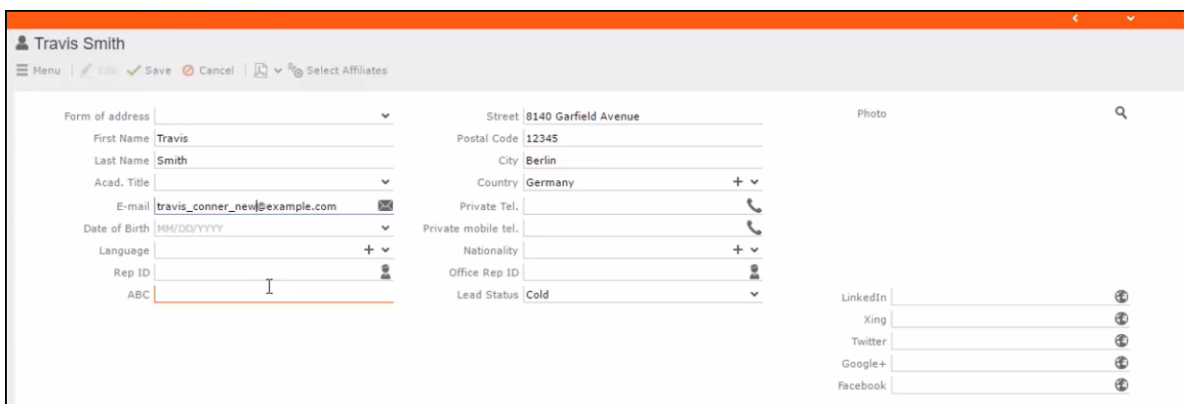 Travis Smith
Menu Edit Save Cancel Select Affiliates
Form of address
First Name Travis
Last Name Smith
Acad. Title
E-mail travis_conner_new@example.com
Date of Birth MM/DD/YYYY
Language
Rep ID
ABC
Street 8140 Garfield Avenue
Postal Code 12345
City Berlin
Country Germany
Private Tel.
Private mobile tel.
Nationality
Office Rep ID
Lead Status Cold
Photo
LinkedIn
Xing
Twitter
Google+
Facebook